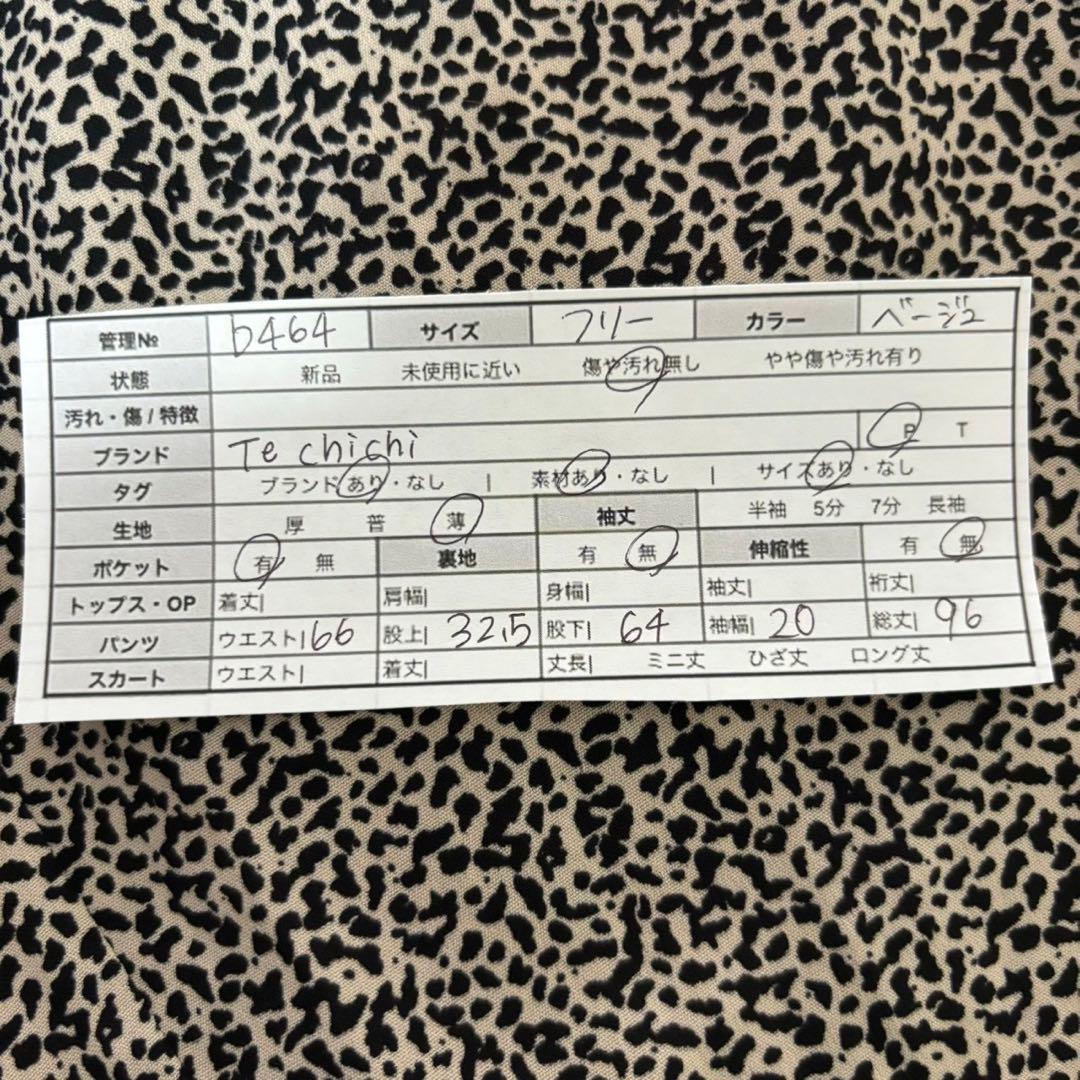 管理№ b464 サイズ フリー カラー ベージュ
状態 新品 未使用に近い 傷や汚れ無し やや傷や汚れ有り
汚れ・傷 / 特徴
ブランド Te chichi P T
タグ ブランドあり・なし | 素材あり・なし | サイズあり・なし
生地 厚 普 薄 袖丈 半袖 5分 7分 長袖
ポケット 有 無 裏地 有 無 伸縮性 有 無
トップス・OP 着丈| 肩幅| 身幅| 袖丈| 裄丈|
パンツ ウエスト|66 股上| 32.5 股下| 64 袖幅| 20 総丈| 96
スカート ウエスト| 着丈| 丈長| ミニ丈 ひざ丈 ロング丈